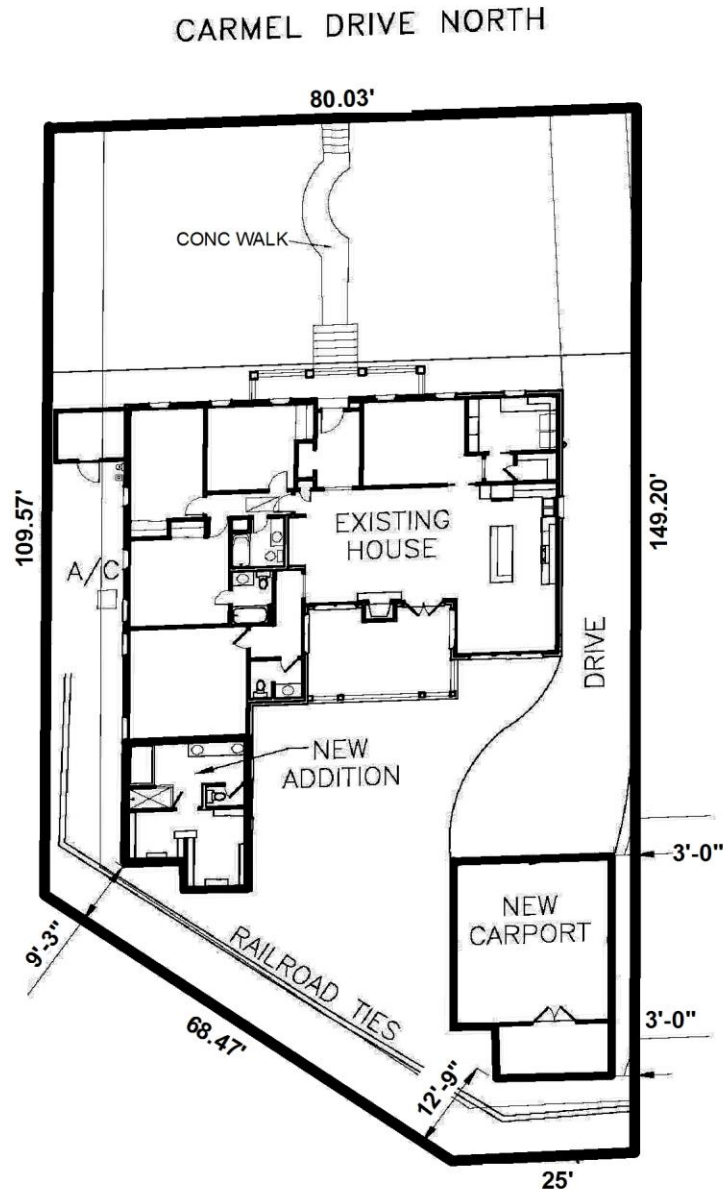 CARMEL DRIVE NORTH
80.03'
CONC WALK
109.57'
149.20'
EXISTING
HOUSE
A/C
DRIVE
NEW
ADDITION
3'-0"
NEW
CARPORT
9'-3"
RAILROAD TIES
68.47'
3'-0"
12'-9"
25'